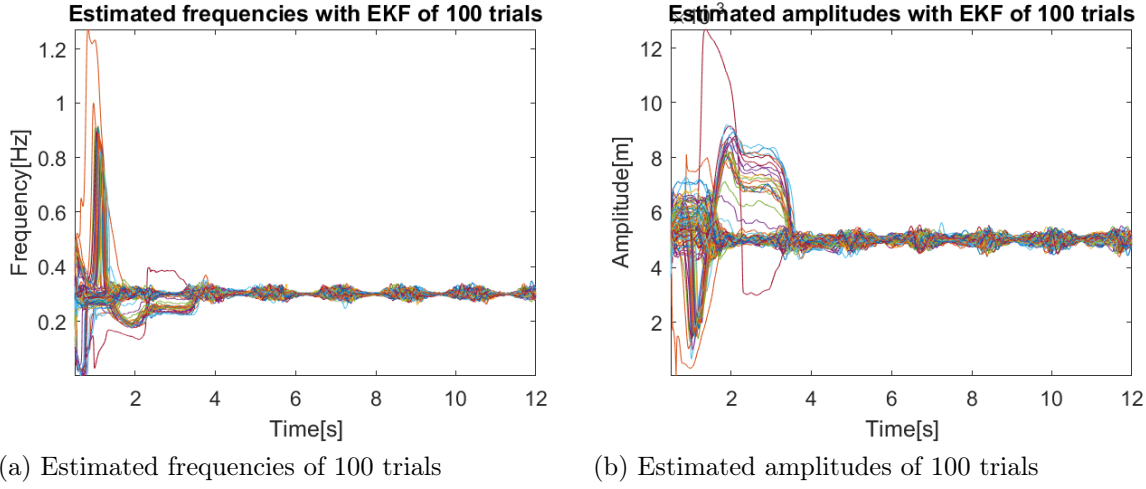 Estimated frequencies with EKF of 100 trials
1.2
1
0.8
0.6
0.4
0.2
Frequency[Hz]
2 4 6 8 10 12
Time[s]
(a) Estimated frequencies of 100 trials
Estimated amplitudes with EKF of 100 trials
12
10
8
6
4
2
Amplitude[m]
2 4 6 8 10 12
Time[s]
(b) Estimated amplitudes of 100 trials